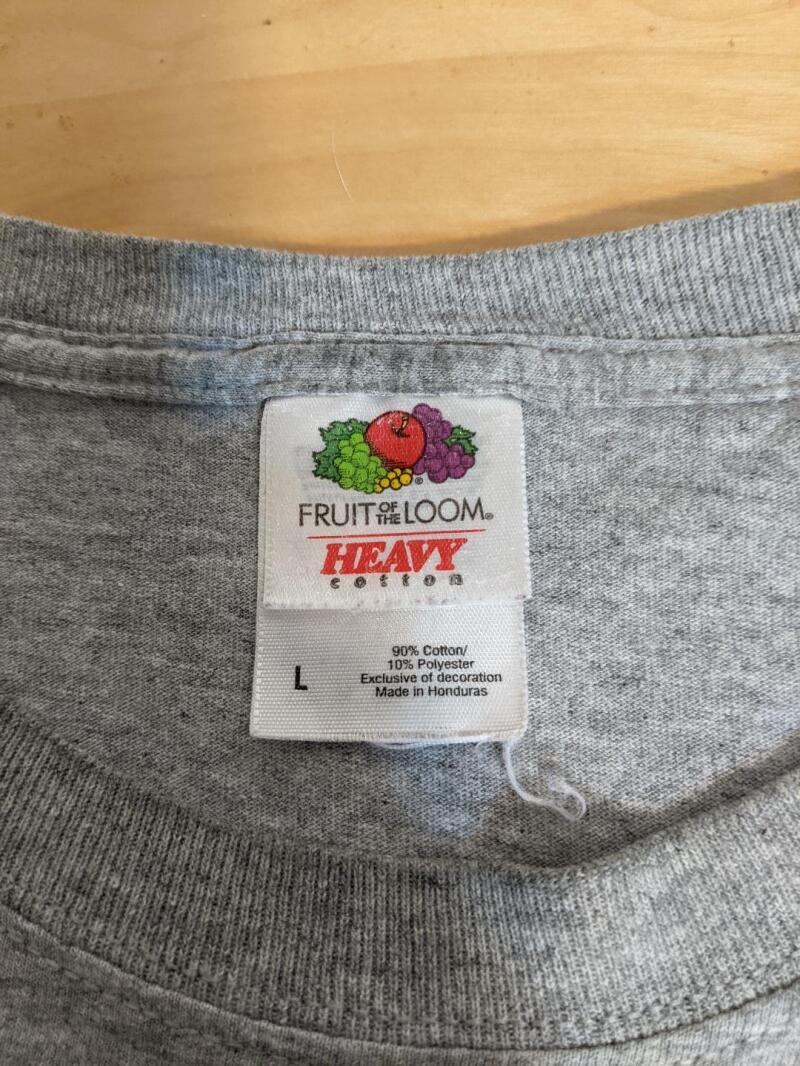 FRUIT OF THE LOOM®
HEAVY
cotton
L
90% Cotton/
10% Polyester
Exclusive of decoration
Made in Honduras